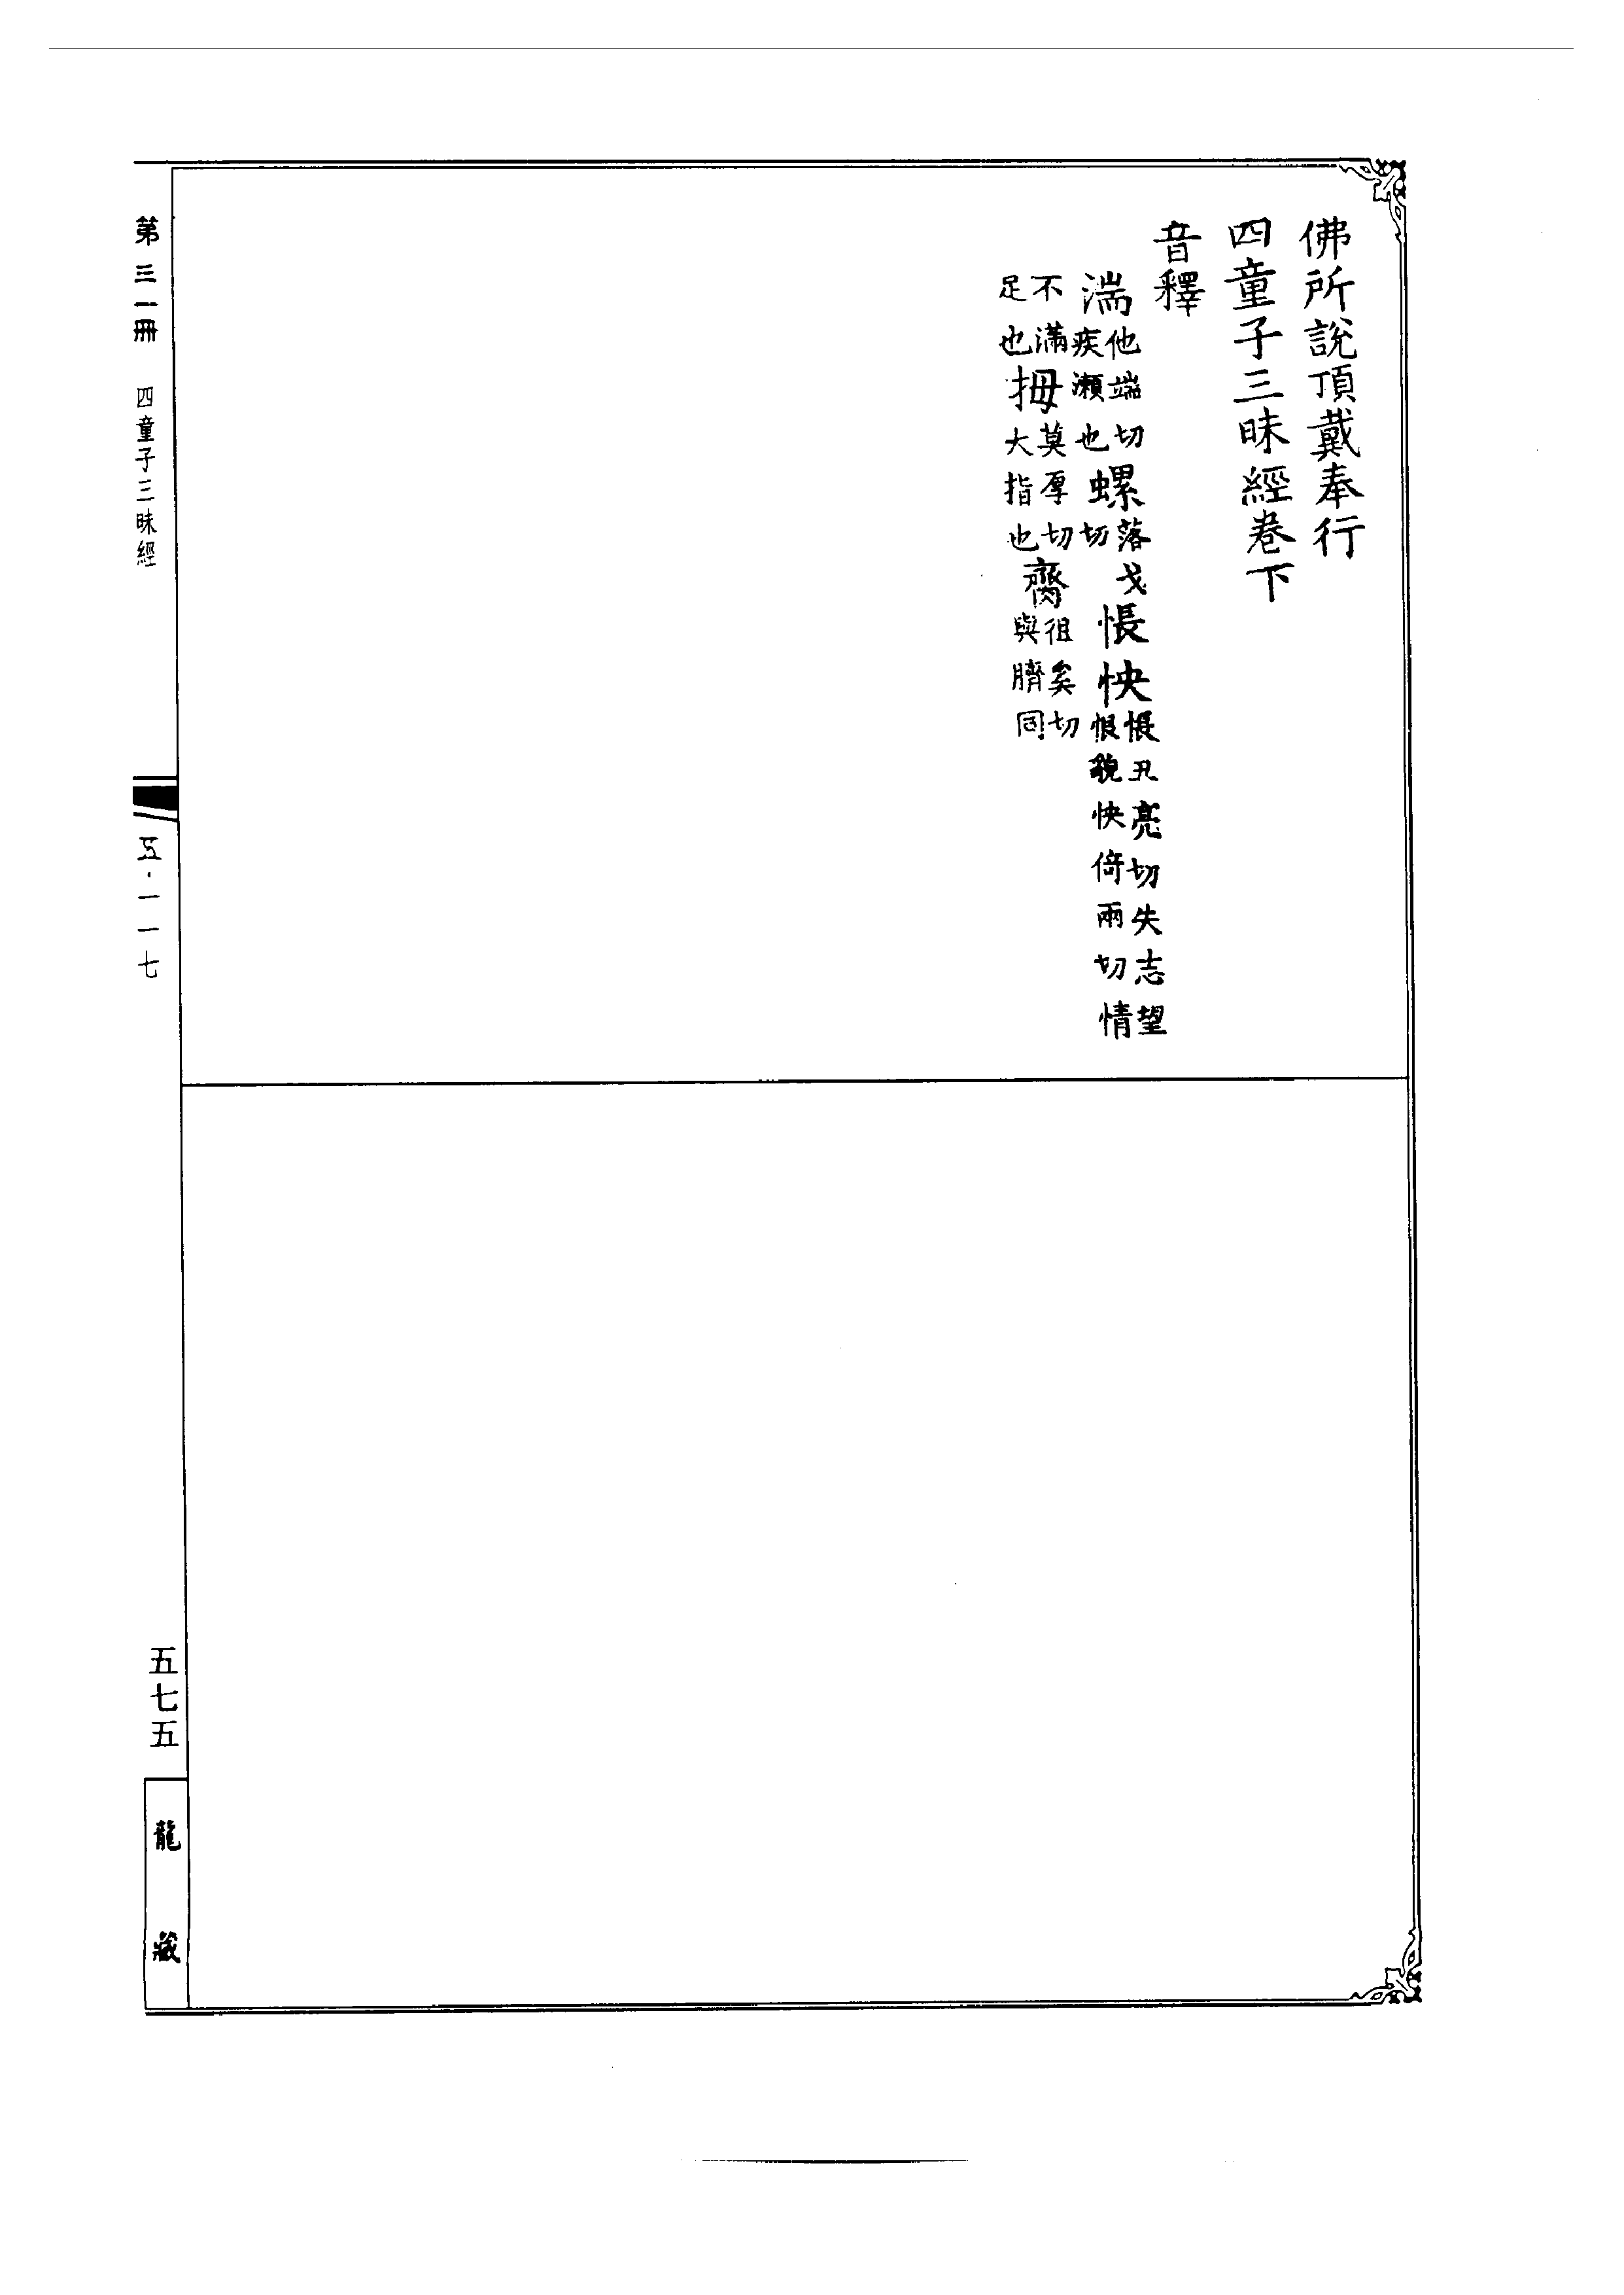 佛所說頂戴奉行
四童子三昧經卷下
音釋
湍他端切疾瀨也螺落戈切悵怏悵丑亮切失志望恨貌怏倚兩切情
不滿足也拇莫厚切大指也齎徂奚切與臍同
第三一冊 四童子三昧經
五·一一七
五七五
龍藏